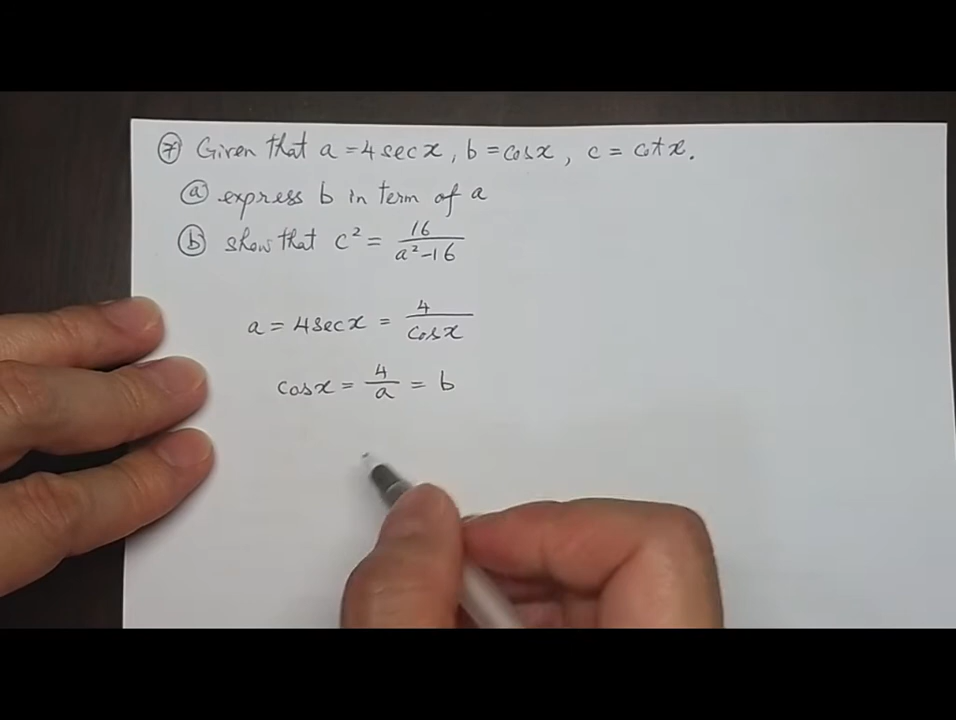 ⑦ Given that a = 4 sec x, b = cos x, c = cot x.
ⓐ express b in term of a
ⓑ show that c² = 16/(a²-16)
a = 4 sec x = 4/cos x
cos x = 4/a = b